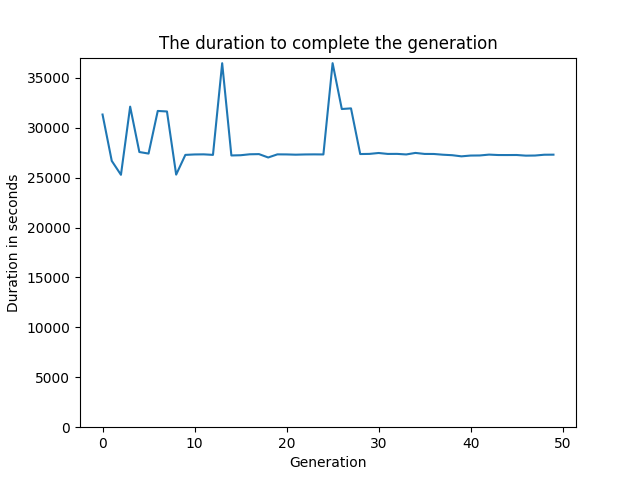 The duration to complete the generation
35000
30000
25000
20000
15000
10000
5000
0
Duration in seconds
0 10 20 30 40 50
Generation